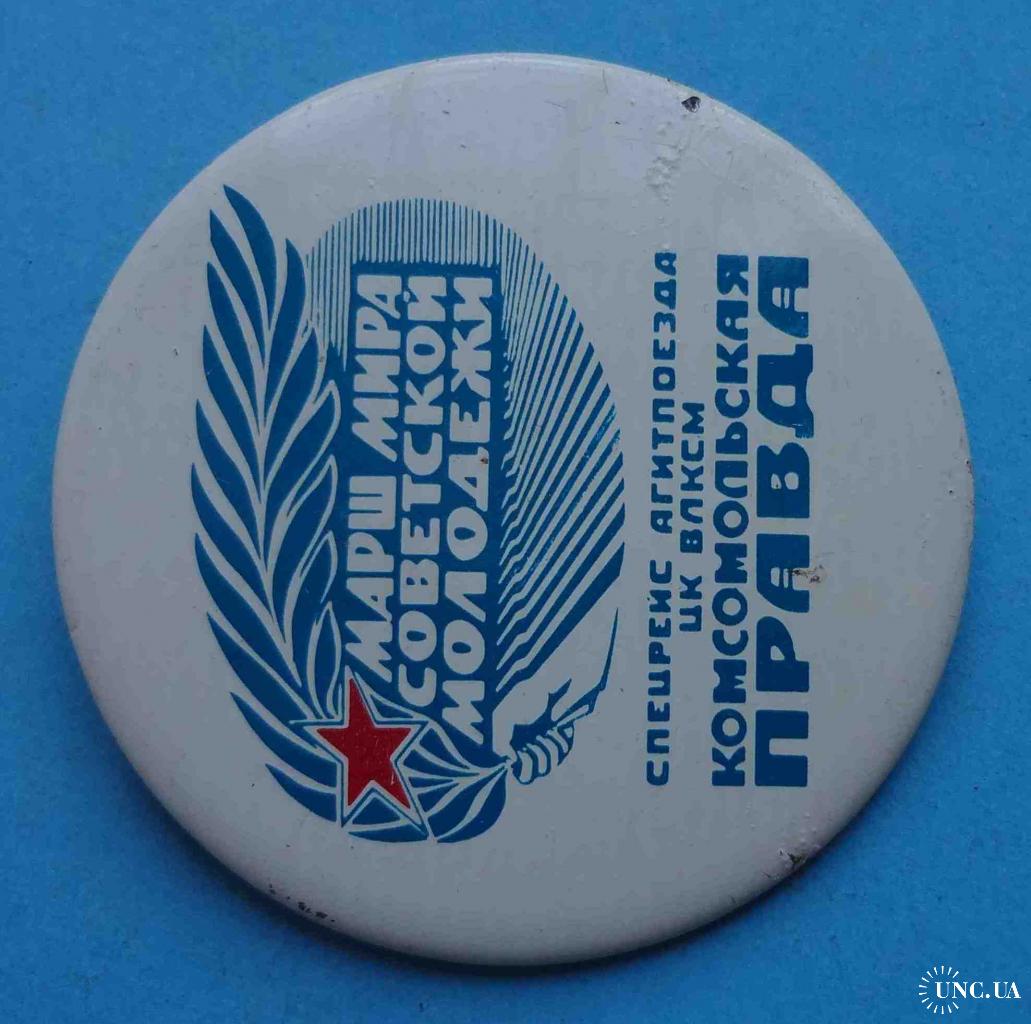 МАРШ МИРА
СОВЕТСКОЙ
МОЛОДЕЖИ
СПЕЦРЕЙС АГИТПОЕЗДА
ЦК ВЛКСМ
КОМСОМОЛЬСКАЯ
ПРАВДА
UNC.UA